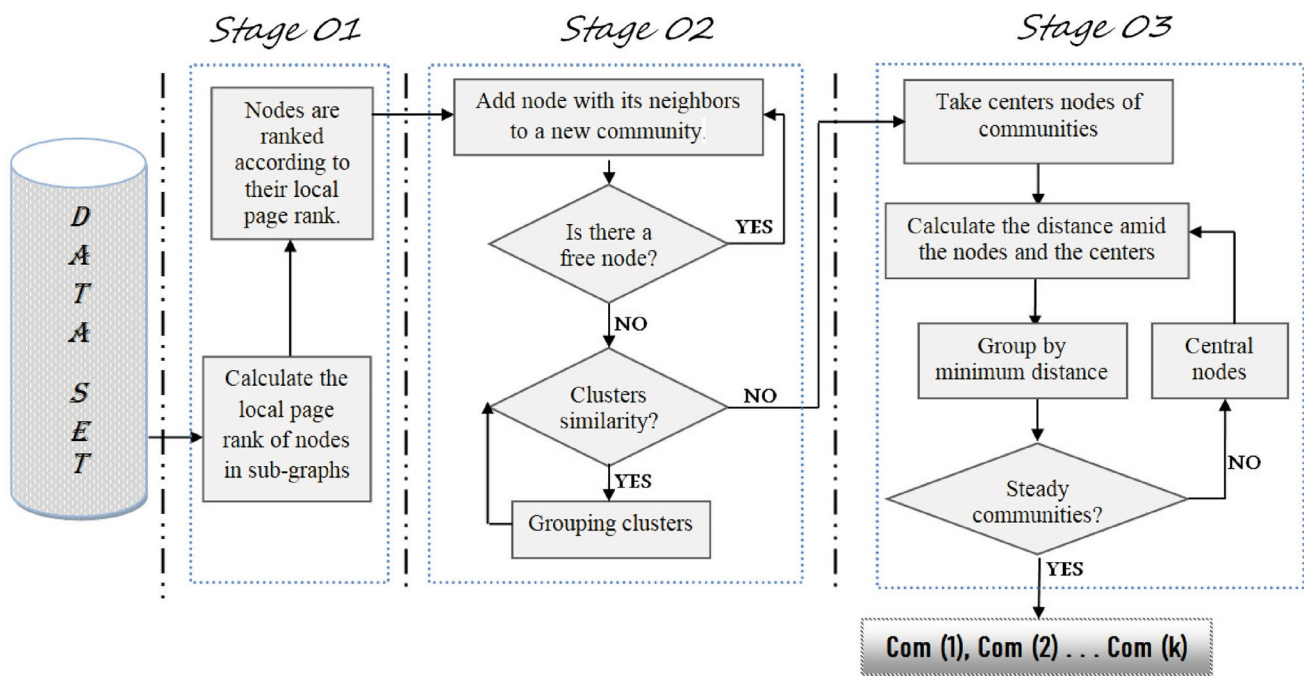 Stage 01
Stage 02
Stage 03
DATA SET
Nodes are
ranked
according to
their local
page rank.
Calculate the
local page
rank of nodes
in sub-graphs
Add node with its neighbors
to a new community.
Is there a
free node?
YES
NO
Clusters
similarity?
NO
YES
Grouping clusters
Take centers nodes of
communities
Calculate the distance amid
the nodes and the centers
Group by
minimum distance
Central
nodes
Steady
communities?
NO
YES
Com (1), Com (2) . . . Com (k)